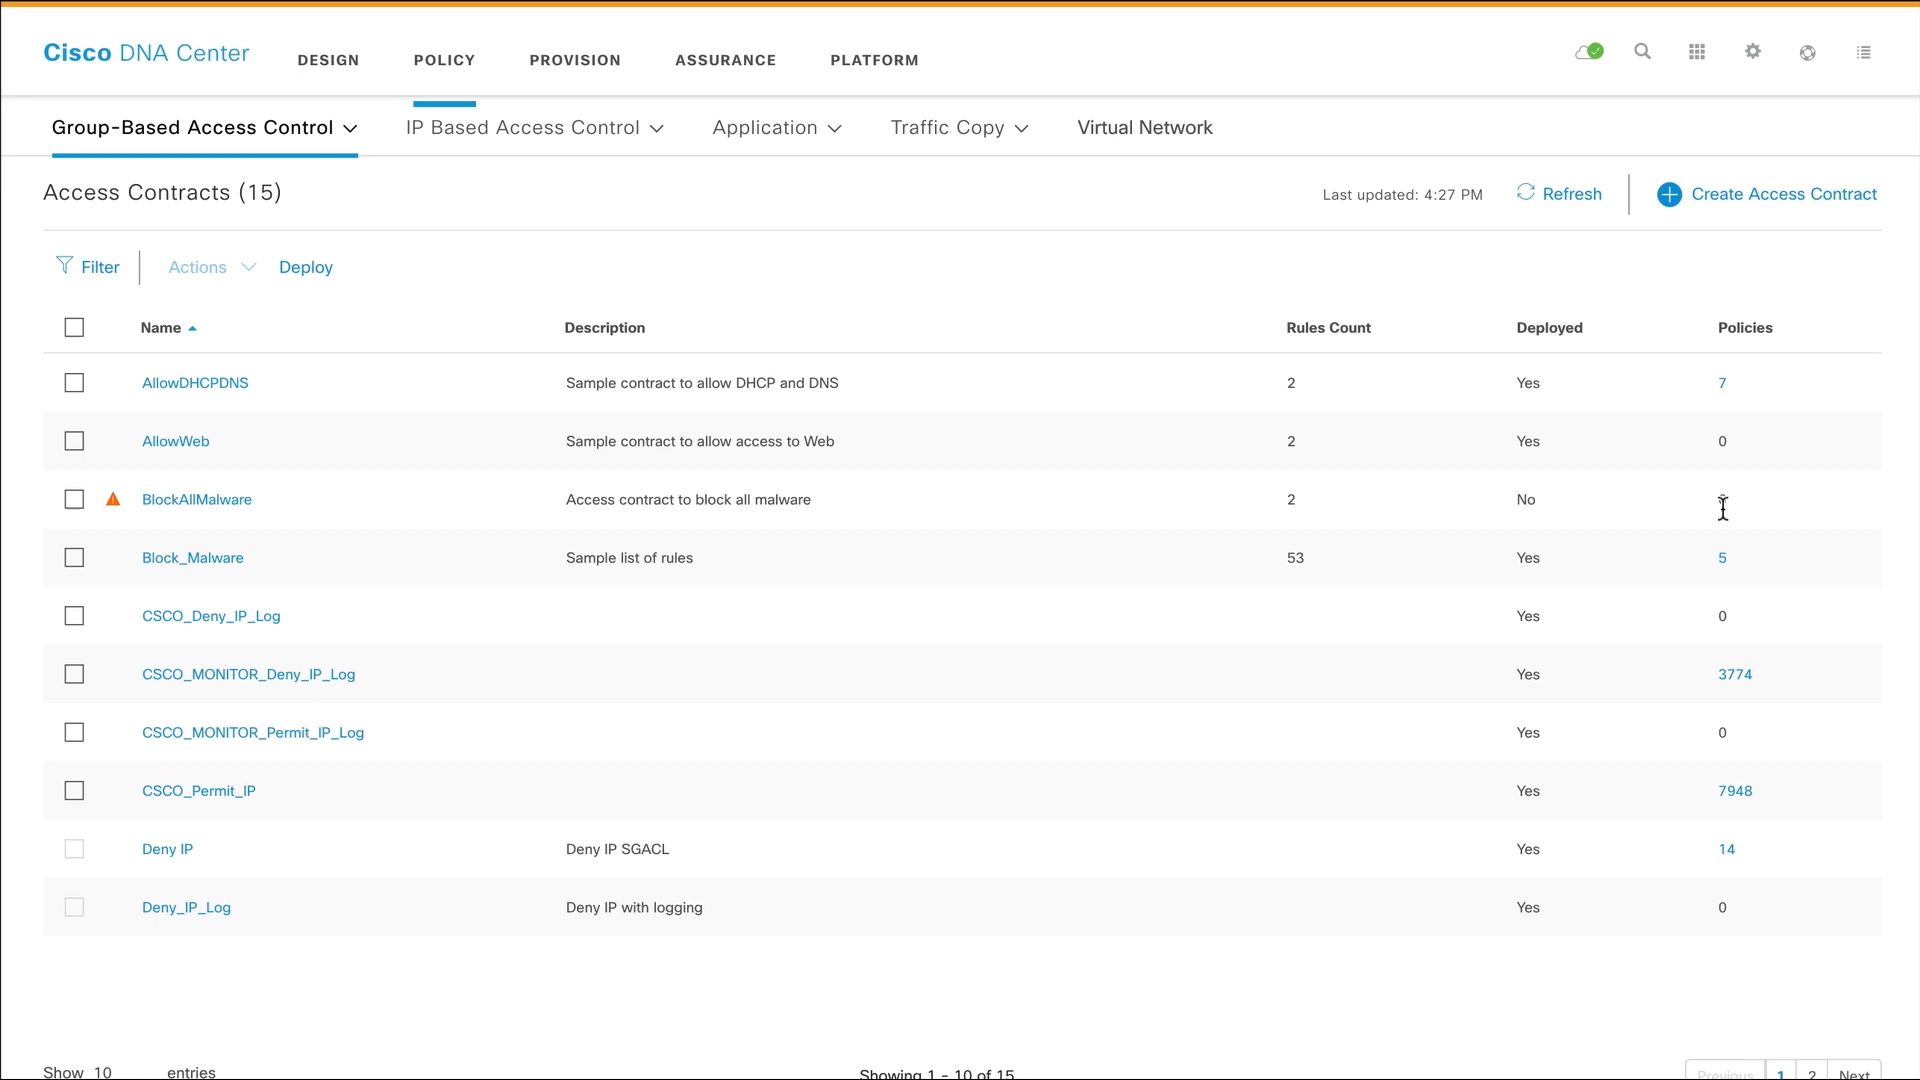 Cisco DNA Center DESIGN POLICY PROVISION ASSURANCE PLATFORM
Group-Based Access Control IP Based Access Control Application Traffic Copy Virtual Network
Access Contracts (15) Last updated: 4:27 PM Refresh Create Access Contract
Filter Actions Deploy
Name Description Rules Count Deployed Policies
AllowDHCPDNS Sample contract to allow DHCP and DNS 2 Yes 7
AllowWeb Sample contract to allow access to Web 2 Yes 0
BlockAllMalware Access contract to block all malware 2 No
Block_Malware Sample list of rules 53 Yes 5
CSCO_Deny_IP_Log Yes 0
CSCO_MONITOR_Deny_IP_Log Yes 3774
CSCO_MONITOR_Permit_IP_Log Yes 0
CSCO_Permit_IP Yes 7948
Deny IP Deny IP SGACL Yes 14
Deny_IP_Log Deny IP with logging Yes 0
Show 10 entries Showing 1 - 10 of 15 Previous 1 2 Next